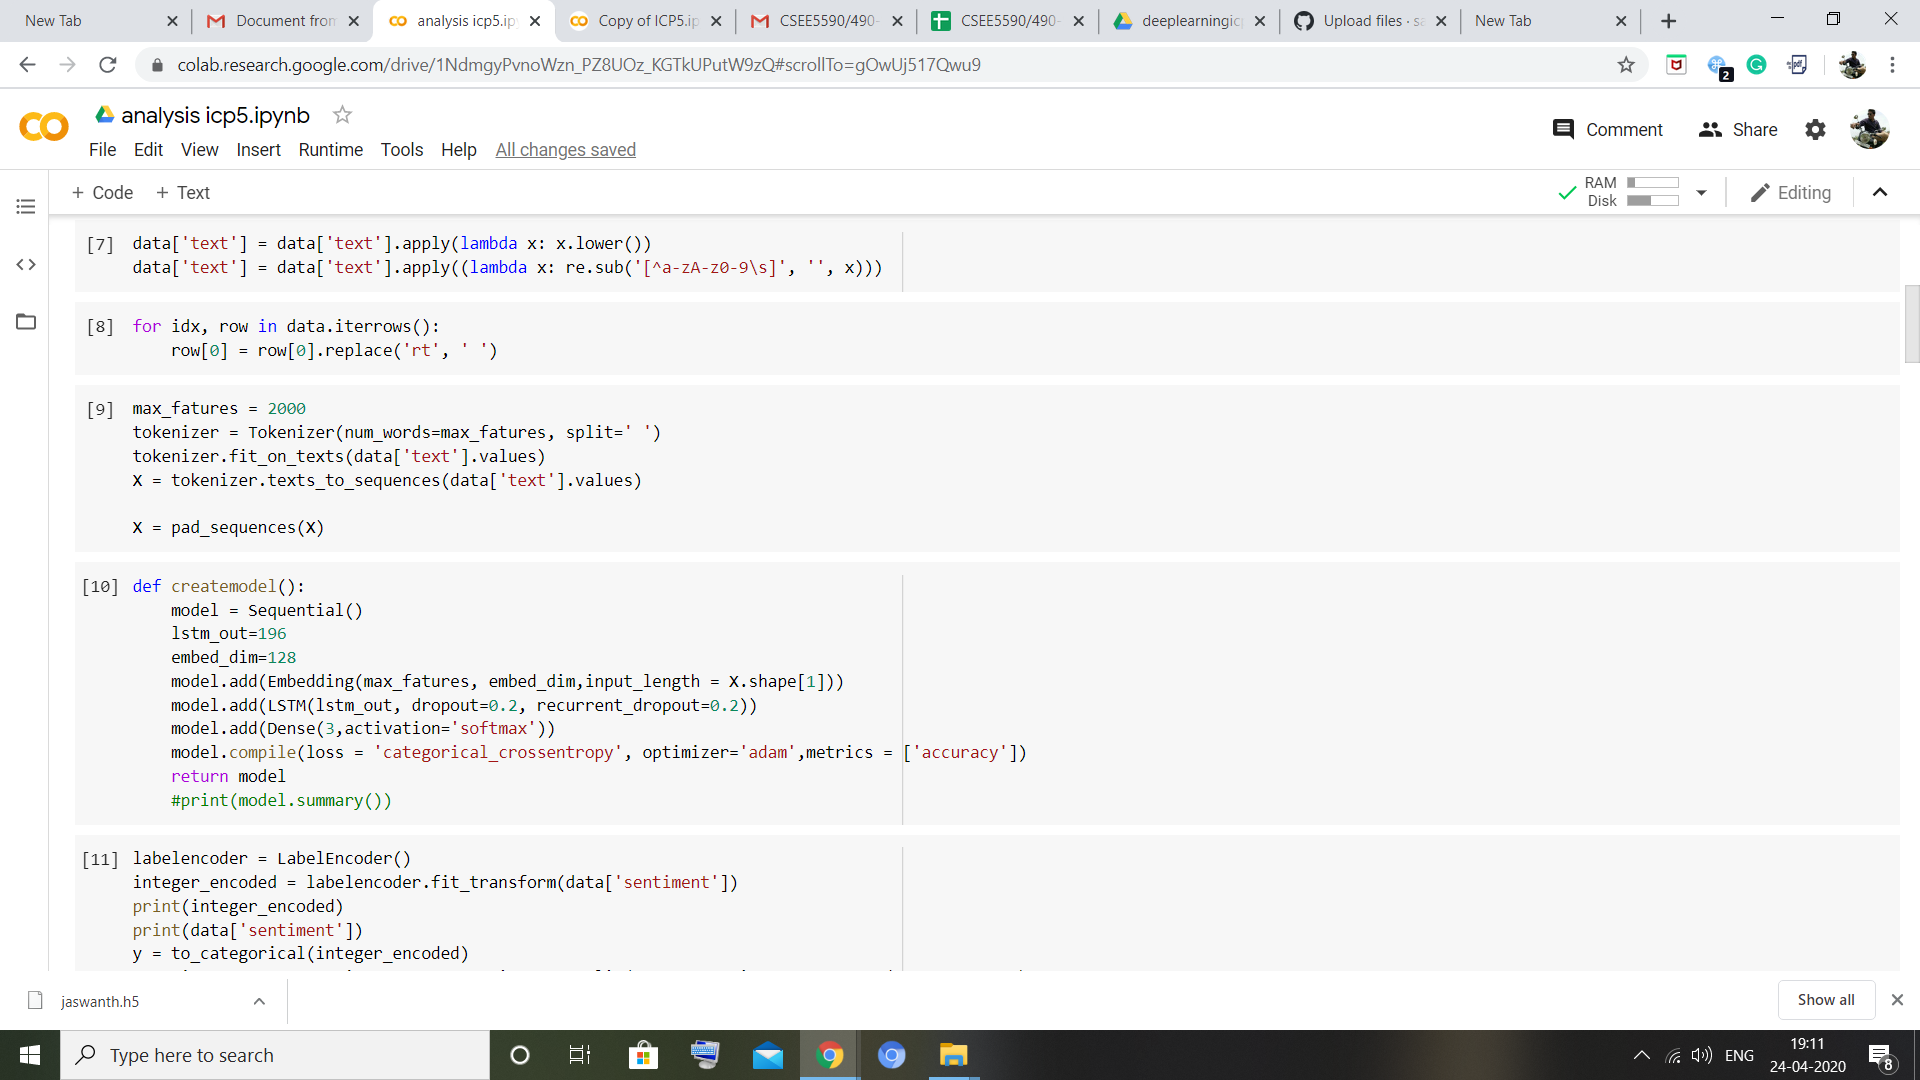 New Tab
Document from
analysis icp5.ip
Copy of ICP5.ip
CSEE5590/490-
CSEE5590/490-
deeplearningic
Upload files · sa
New Tab
colab.research.google.com/drive/1NdmgyPvnoWzn_PZ8UOz_KGTkUPutW9zQ#scrollTo=gOwUj517Qwu9
2
analysis icp5.ipynb
Comment
Share
File Edit View Insert Runtime Tools Help All changes saved
+ Code + Text
RAM
Disk
Editing
[7] data['text'] = data['text'].apply(lambda x: x.lower())
data['text'] = data['text'].apply((lambda x: re.sub('[^a-zA-z0-9\s]', '', x)))
[8] for idx, row in data.iterrows():
row[0] = row[0].replace('rt', ' ')
[9] max_fatures = 2000
tokenizer = Tokenizer(num_words=max_fatures, split=' ')
tokenizer.fit_on_texts(data['text'].values)
X = tokenizer.texts_to_sequences(data['text'].values)
X = pad_sequences(X)
[10] def createmodel():
model = Sequential()
lstm_out=196
embed_dim=128
model.add(Embedding(max_fatures, embed_dim,input_length = X.shape[1]))
model.add(LSTM(lstm_out, dropout=0.2, recurrent_dropout=0.2))
model.add(Dense(3,activation='softmax'))
model.compile(loss = 'categorical_crossentropy', optimizer='adam',metrics = ['accuracy'])
return model
#print(model.summary())
[11] labelencoder = LabelEncoder()
integer_encoded = labelencoder.fit_transform(data['sentiment'])
print(integer_encoded)
print(data['sentiment'])
y = to_categorical(integer_encoded)
jaswanth.h5
Show all
Type here to search
ENG
19:11
24-04-2020
8